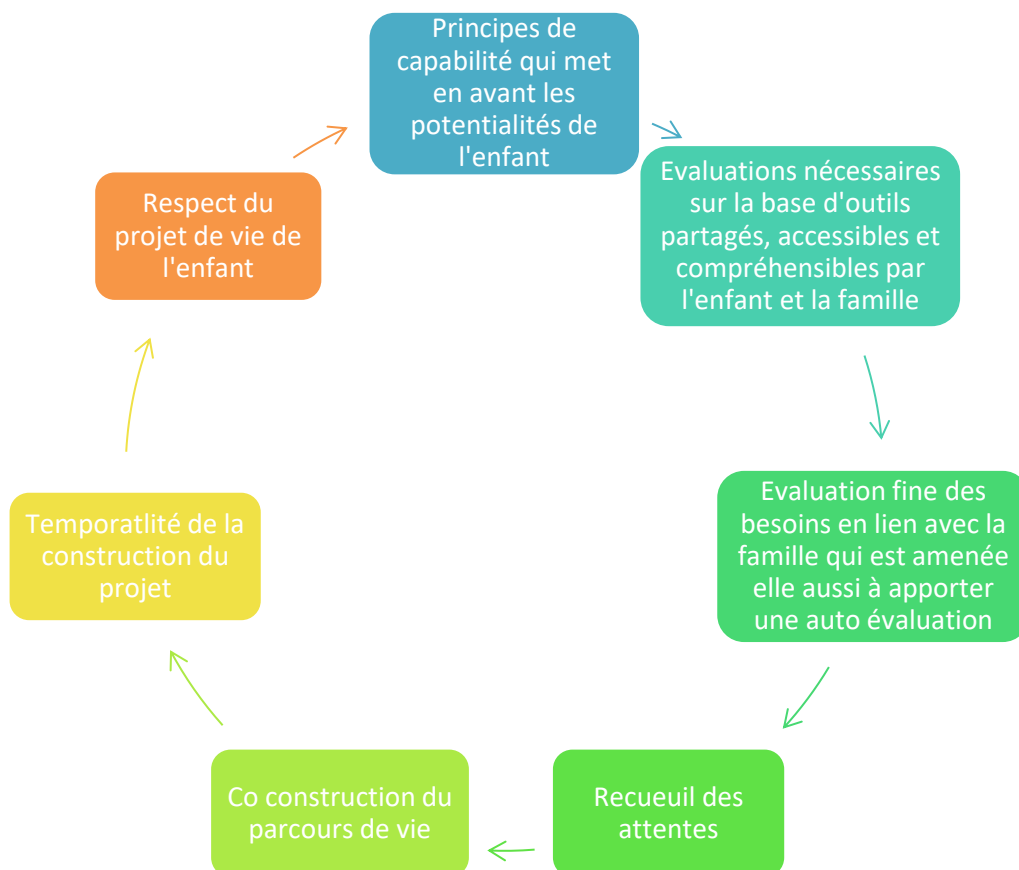 Principes de
capabilité qui met
en avant les
potentialités de
l'enfant
Evaluations nécessaires
sur la base d'outils
partagés, accessibles et
compréhensibles par
l'enfant et la famille
Evaluation fine des
besoins en lien avec la
famille qui est amenée
elle aussi à apporter
une auto évaluation
Recueuil des
attentes
Co construction du
parcours de vie
Temporatlité de la
construction du
projet
Respect du
projet de vie de
l'enfant